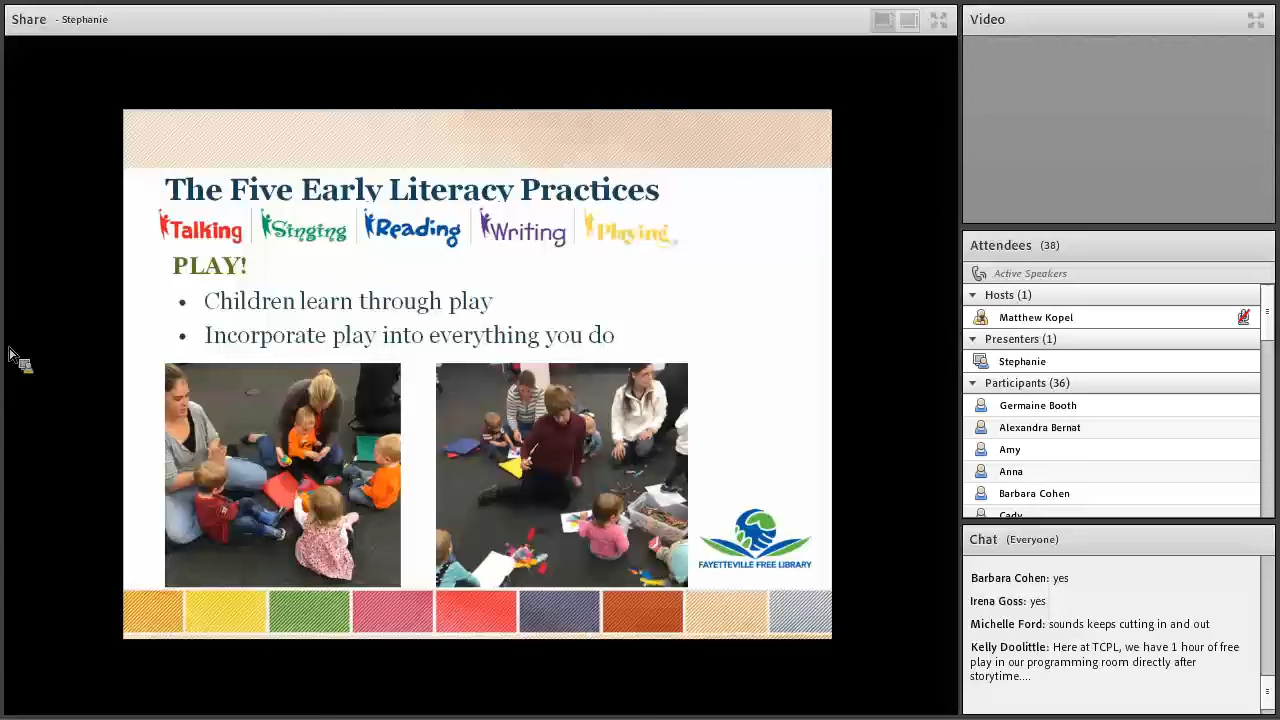 Share - Stephanie
The Five Early Literacy Practices
Talking Singing Reading Writing Playing
PLAY!
• Children learn through play
• Incorporate play into everything you do
FAYETTEVILLE FREE LIBRARY
Video
Attendees (38)
Active Speakers
Hosts (1)
Matthew Kopel
Presenters (1)
Stephanie
Participants (36)
Germaine Booth
Alexandra Bernat
Amy
Anna
Barbara Cohen
Cady
Chat (Everyone)
Barbara Cohen: yes
Irena Goss: yes
Michelle Ford: sounds keeps cutting in and out
Kelly Doolittle: Here at TCPL, we have 1 hour of free
play in our programming room directly after
storytime....